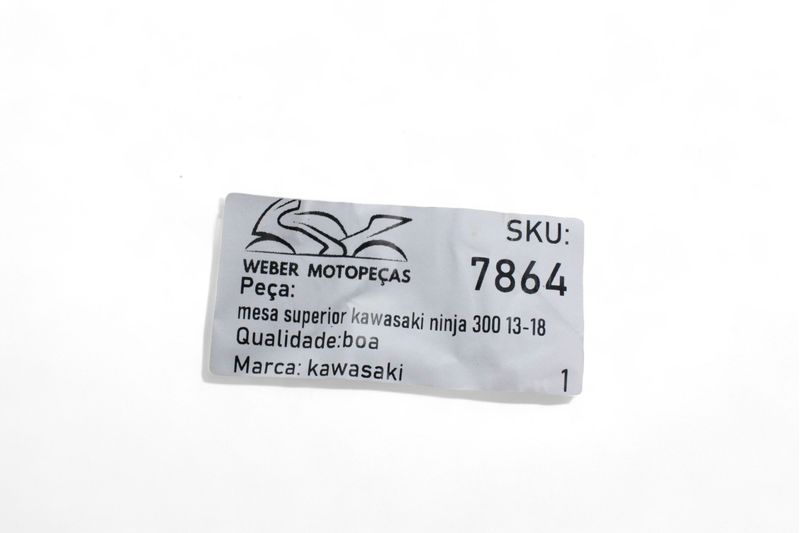 WEBER MOTOPEÇAS
SKU:
7864
Peça:
mesa superior kawasaki ninja 300 13-18
Qualidade:boa
Marca: kawasaki
1